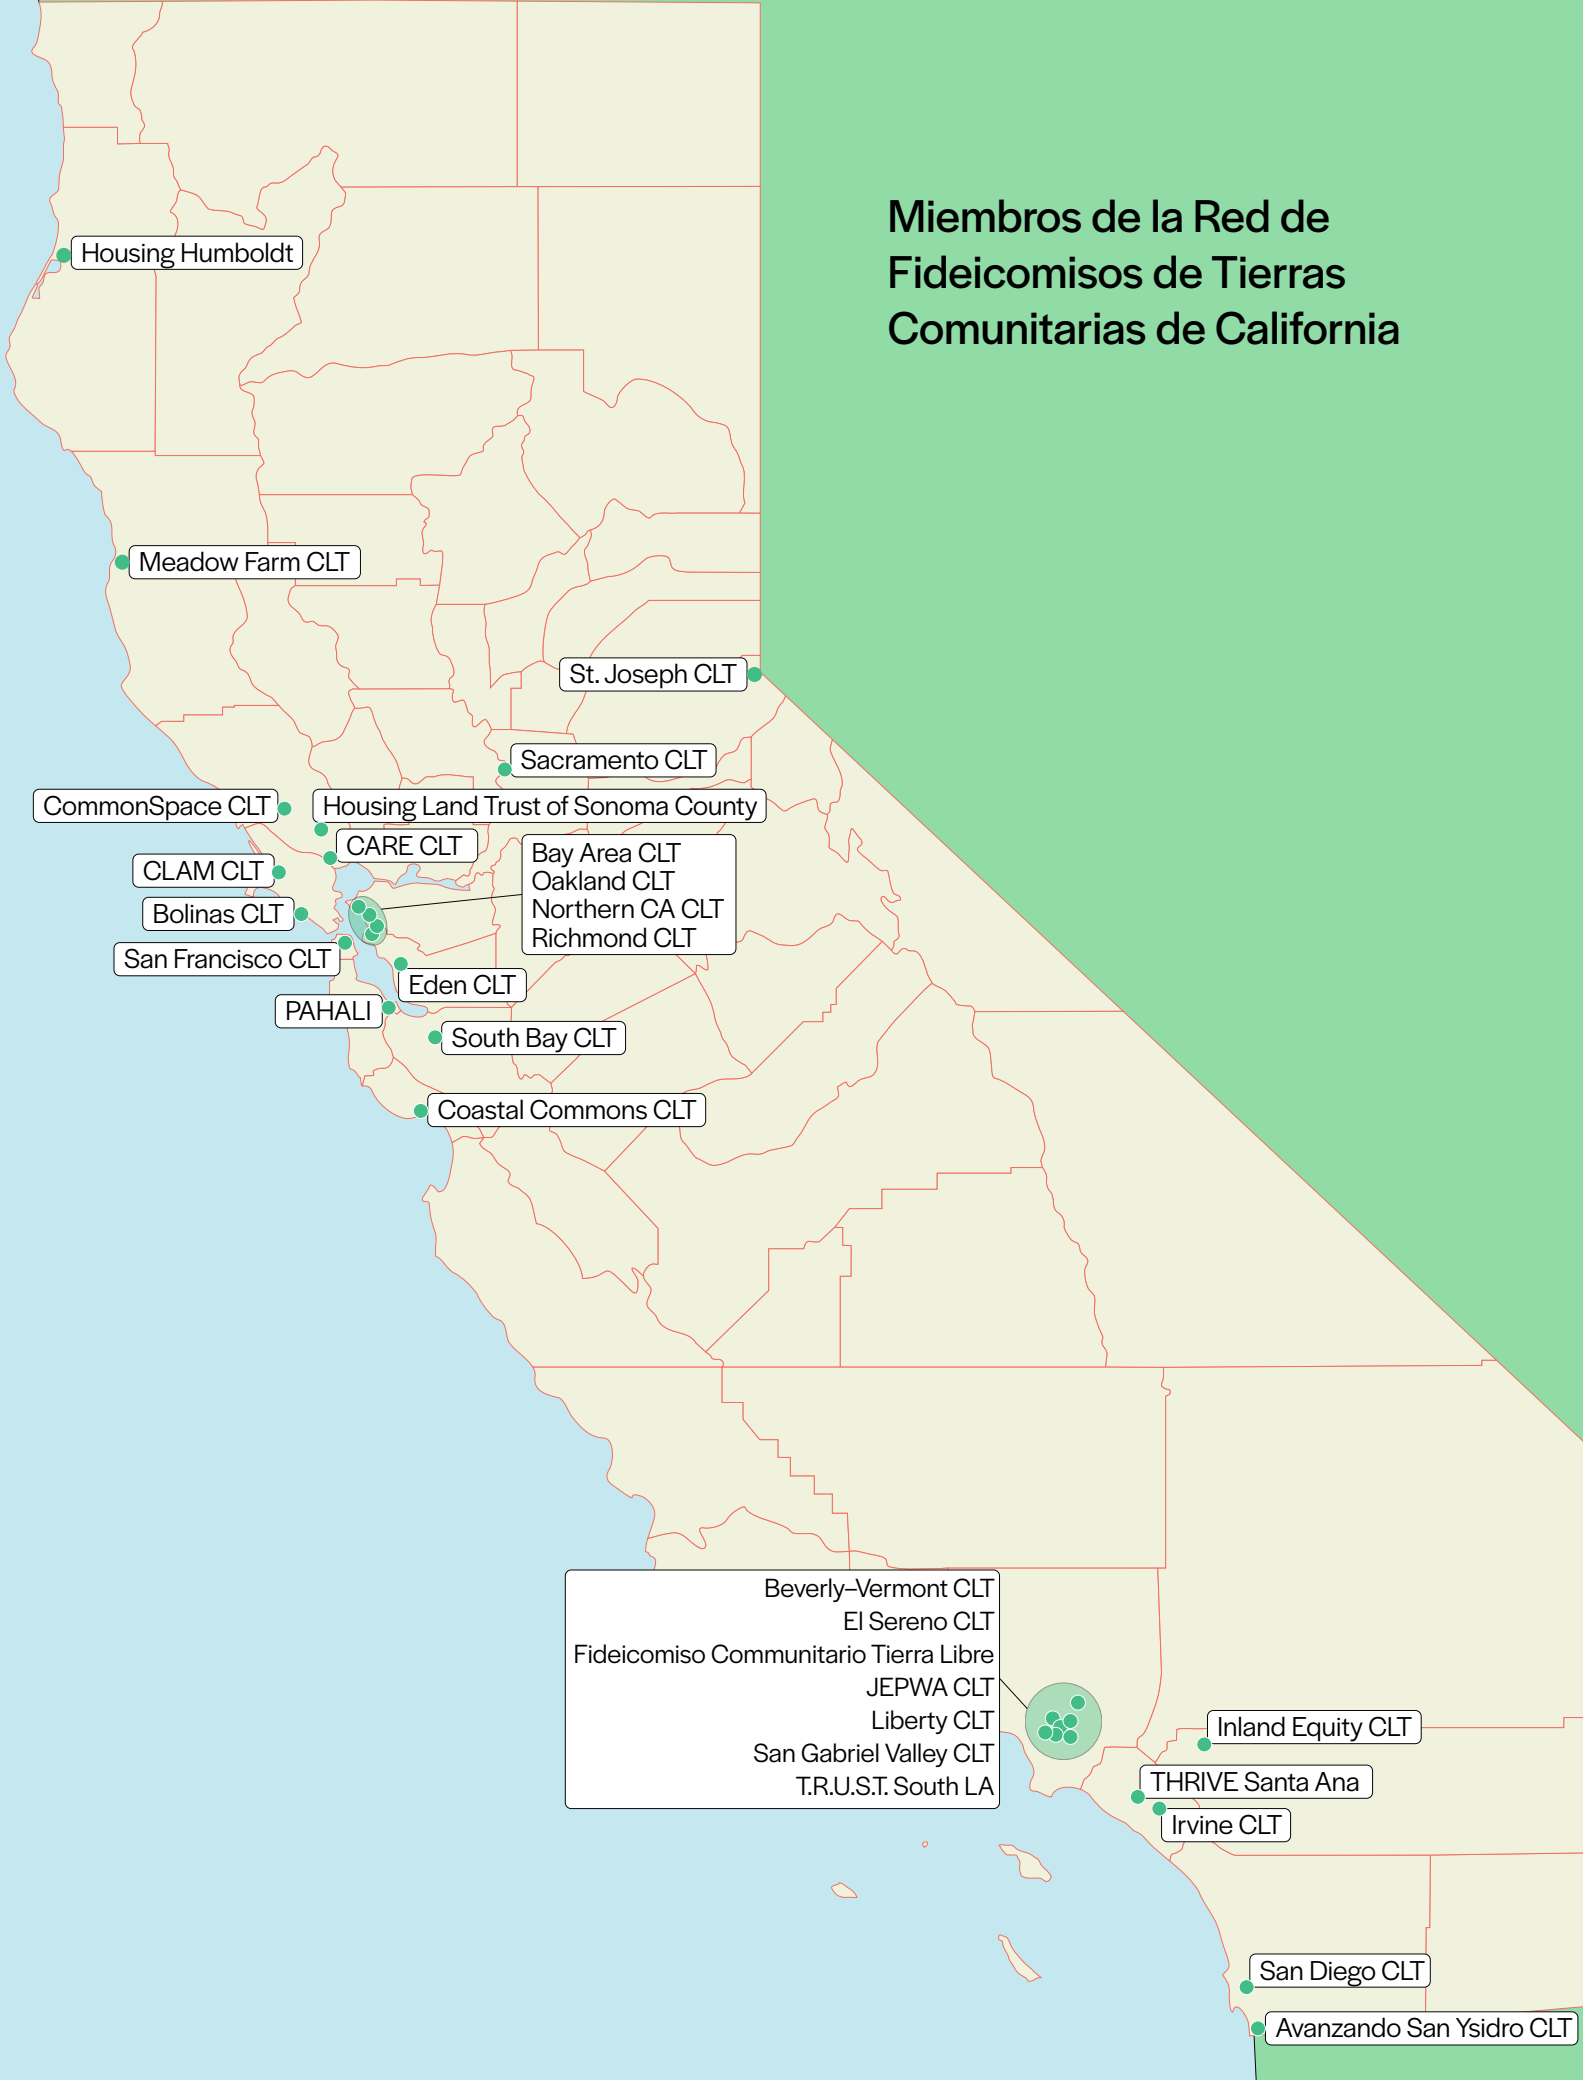 Miembros de la Red de
Fideicomisos de Tierras
Comunitarias de California
Housing Humboldt
Meadow Farm CLT
St. Joseph CLT
Sacramento CLT
CommonSpace CLT
Housing Land Trust of Sonoma County
CARE CLT
CLAM CLT
Bay Area CLT
Oakland CLT
Northern CA CLT
Richmond CLT
Bolinas CLT
San Francisco CLT
Eden CLT
PAHALI
South Bay CLT
Coastal Commons CLT
Beverly–Vermont CLT
El Sereno CLT
Fideicomiso Communitario Tierra Libre
JEPWA CLT
Liberty CLT
San Gabriel Valley CLT
T.R.U.S.T. South LA
Inland Equity CLT
THRIVE Santa Ana
Irvine CLT
San Diego CLT
Avanzando San Ysidro CLT